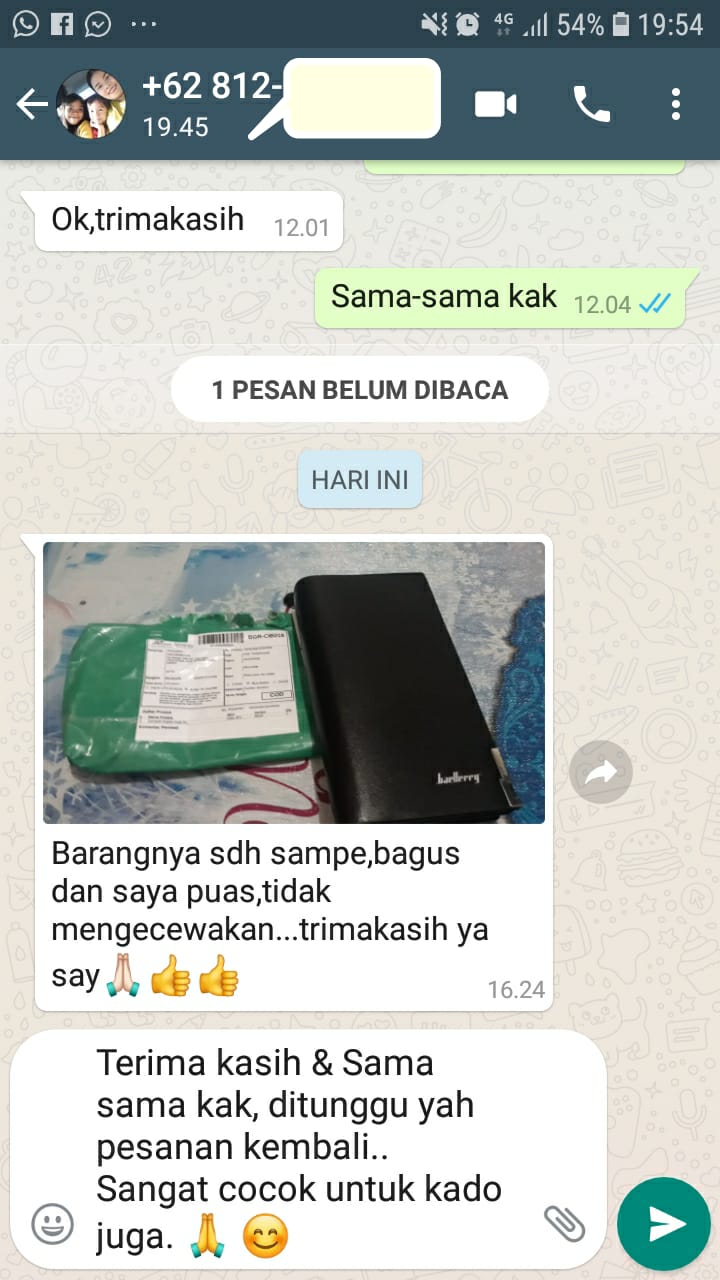 4G 54% 19:54
+62 812-
19.45
Ok,trimakasih 12.01
Sama-sama kak 12.04
1 PESAN BELUM DIBACA
HARI INI
COD
baellerry
Barangnya sdh sampe,bagus
dan saya puas,tidak
mengecewakan...trimakasih ya
say🙏🏻👍👍 16.24
Terima kasih & Sama
sama kak, ditunggu yah
pesanan kembali..
Sangat cocok untuk kado
juga. 🙏 😊